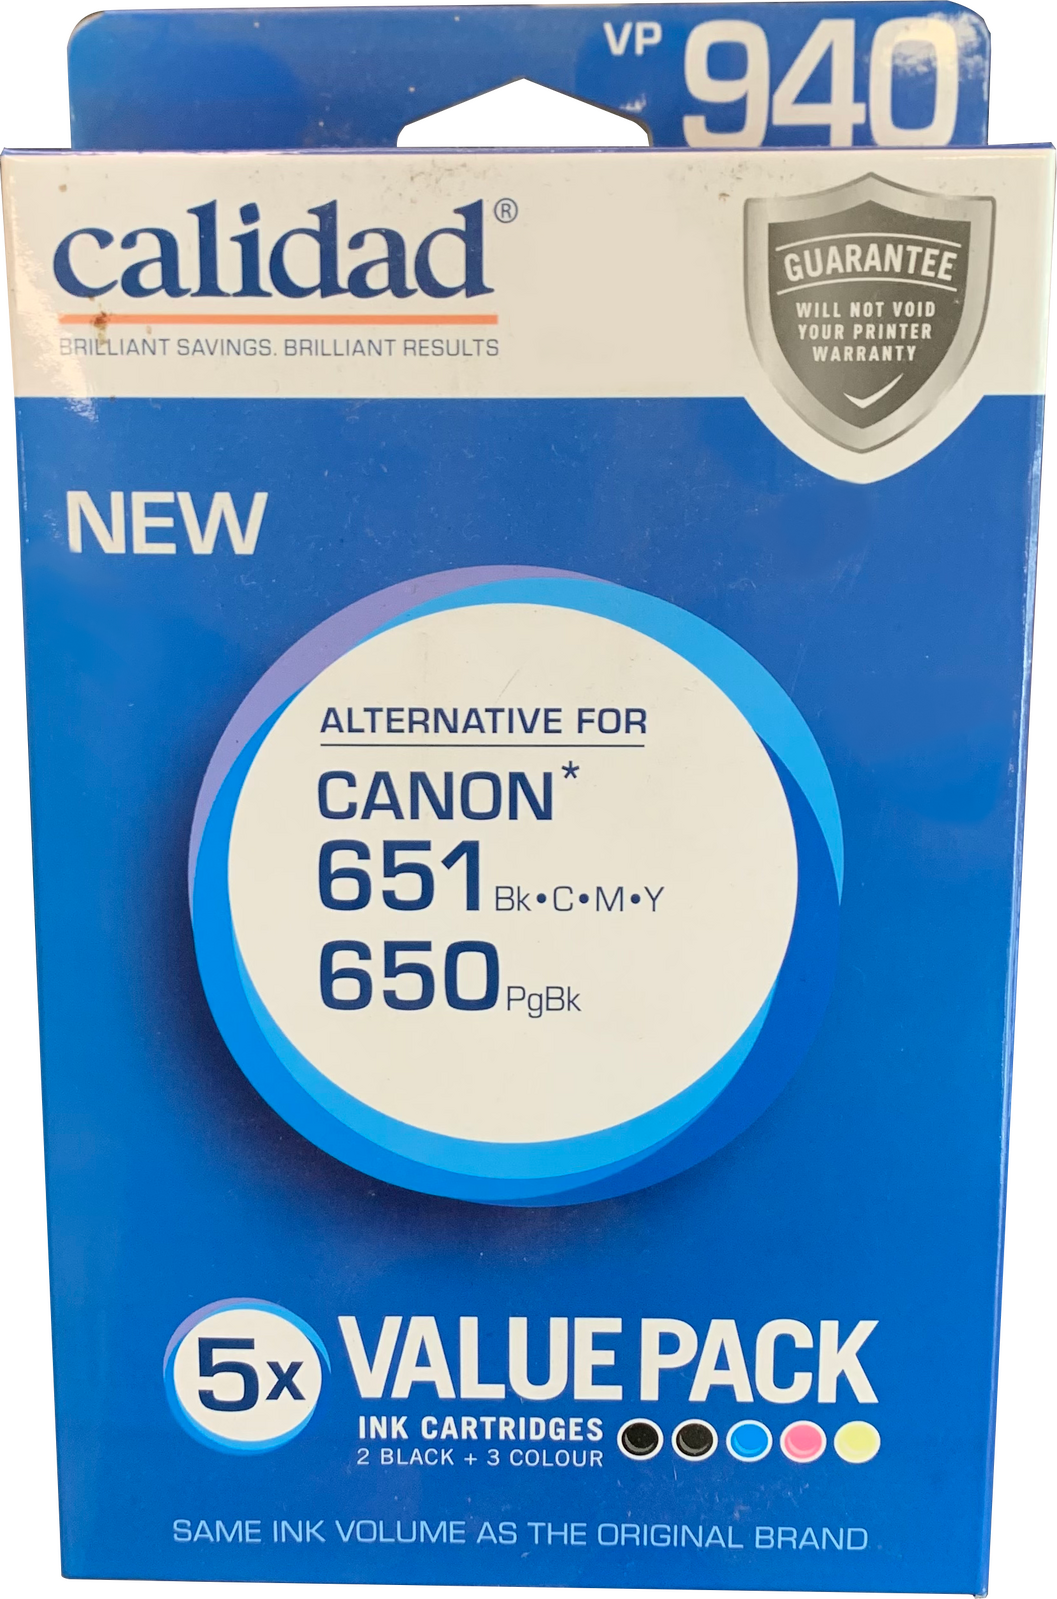 VP 940
calidad®
BRILLIANT SAVINGS. BRILLIANT RESULTS
GUARANTEE
WILL NOT VOID
YOUR PRINTER
WARRANTY
NEW
ALTERNATIVE FOR
CANON*
651 Bk•C•M•Y
650 PgBk
5x VALUE PACK
INK CARTRIDGES
2 BLACK + 3 COLOUR
SAME INK VOLUME AS THE ORIGINAL BRAND